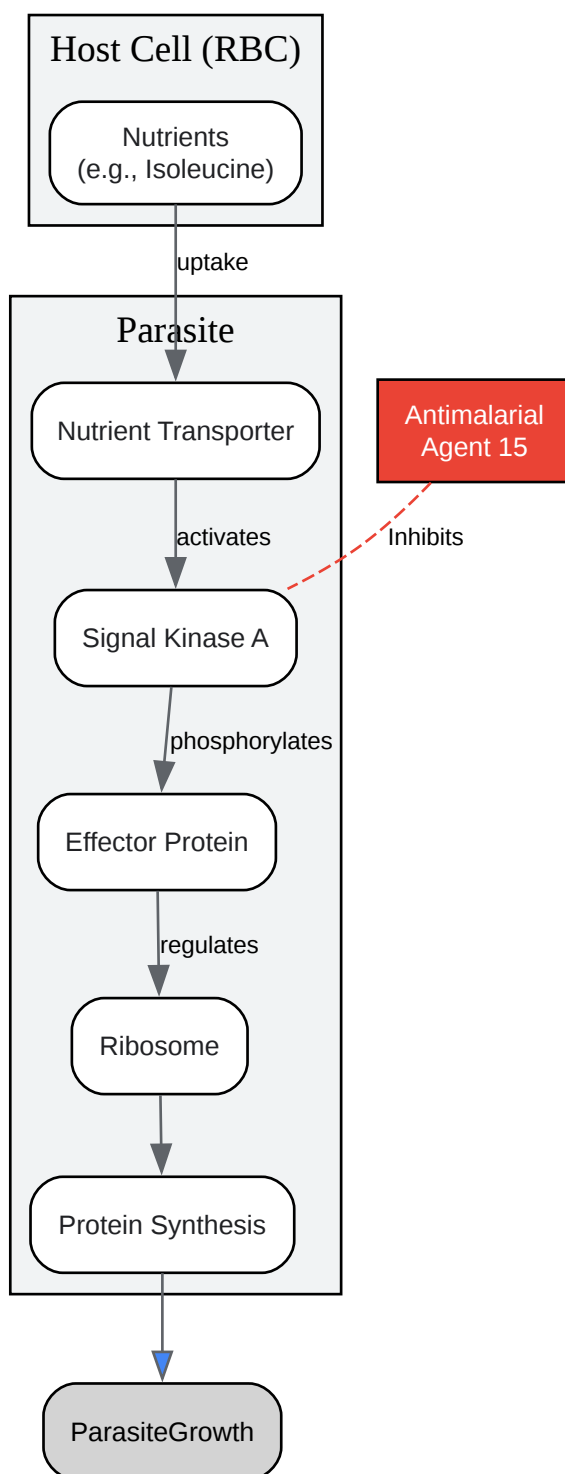 Host Cell (RBC)
Nutrients
(e.g., Isoleucine)
uptake
Parasite
Nutrient Transporter
Antimalarial
Agent 15
activates
Inhibits
Signal Kinase A
phosphorylates
Effector Protein
regulates
Ribosome
Protein Synthesis
ParasiteGrowth